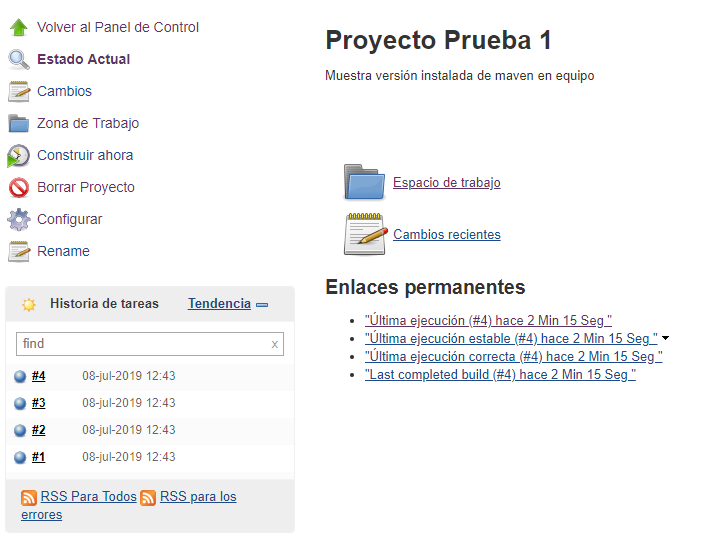 Volver al Panel de Control
Estado Actual
Cambios
Zona de Trabajo
Construir ahora
Borrar Proyecto
Configurar
Rename
Historia de tareas Tendencia
find x
#4 08-jul-2019 12:43
#3 08-jul-2019 12:43
#2 08-jul-2019 12:43
#1 08-jul-2019 12:43
RSS Para Todos RSS para los
errores
Proyecto Prueba 1
Muestra versión instalada de maven en equipo
Espacio de trabajo
Cambios recientes
Enlaces permanentes
"Última ejecución (#4) hace 2 Min 15 Seg "
"Última ejecución estable (#4) hace 2 Min 15 Seg "
"Última ejecución correcta (#4) hace 2 Min 15 Seg "
"Last completed build (#4) hace 2 Min 15 Seg "